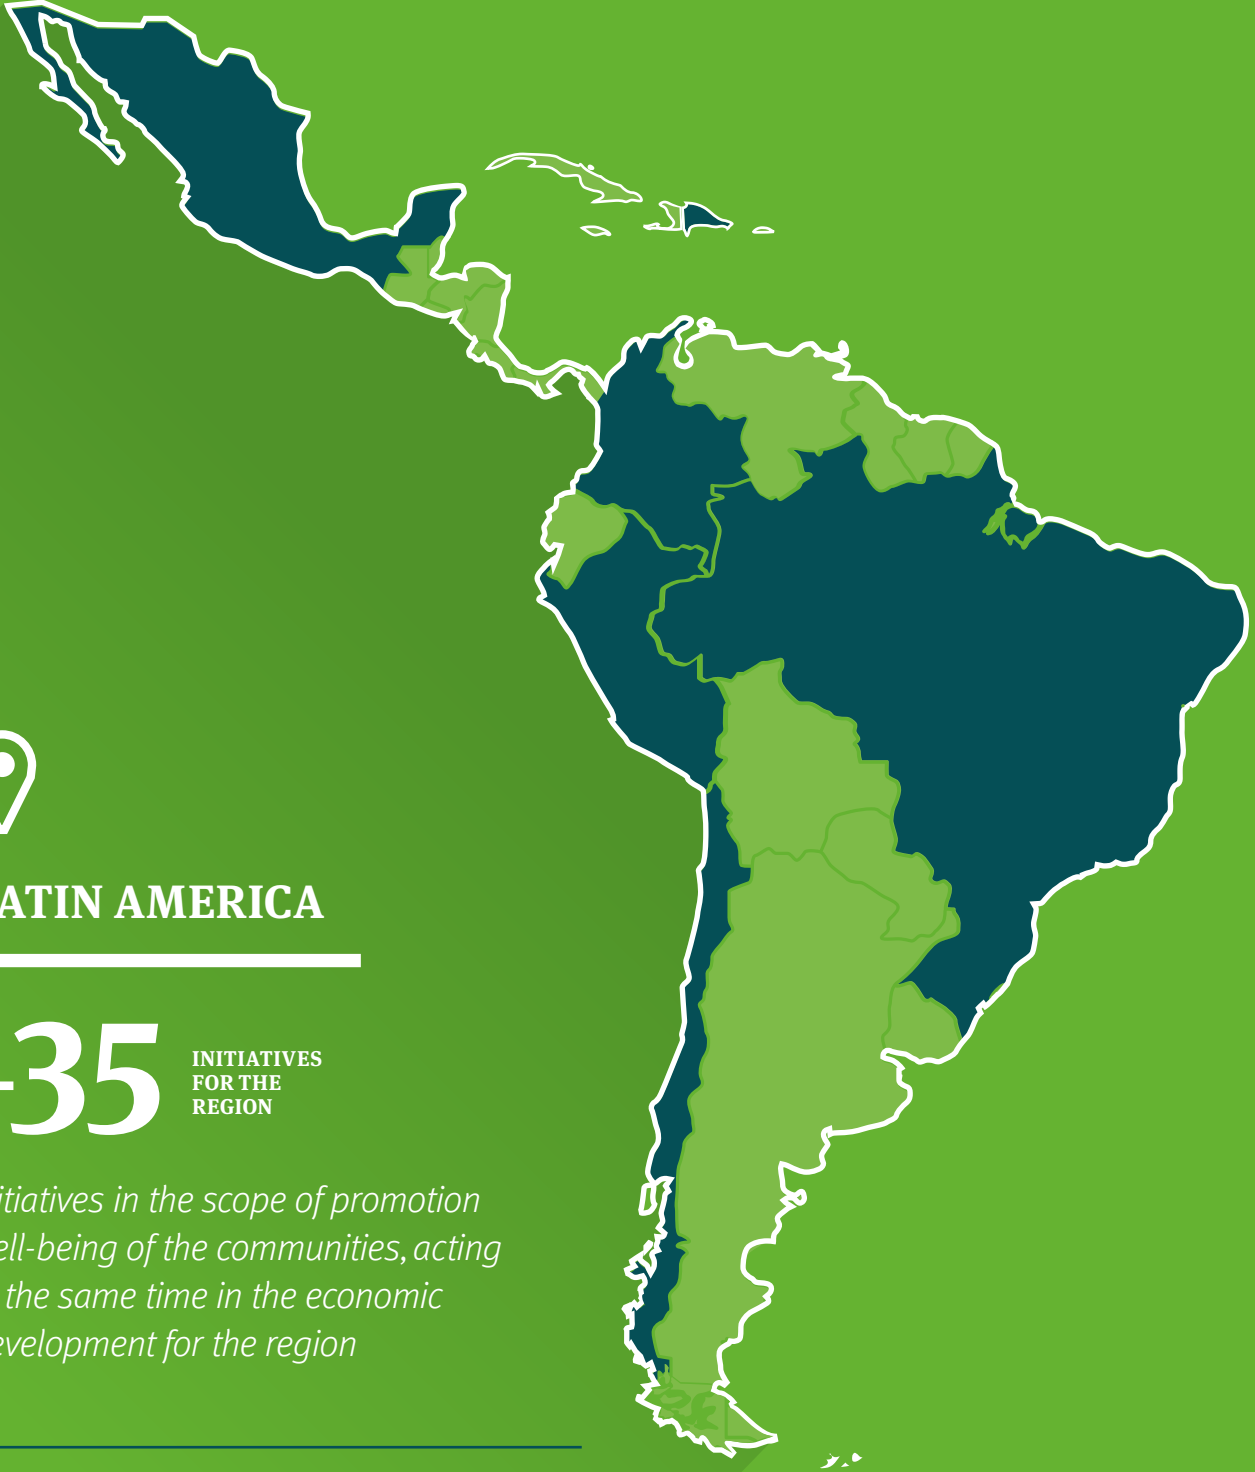 ATIN AMERICA
35
INITIATIVES
FOR THE
REGION
itiatives in the scope of promotion
ell-being of the communities, acting
the same time in the economic
evelopment for the region